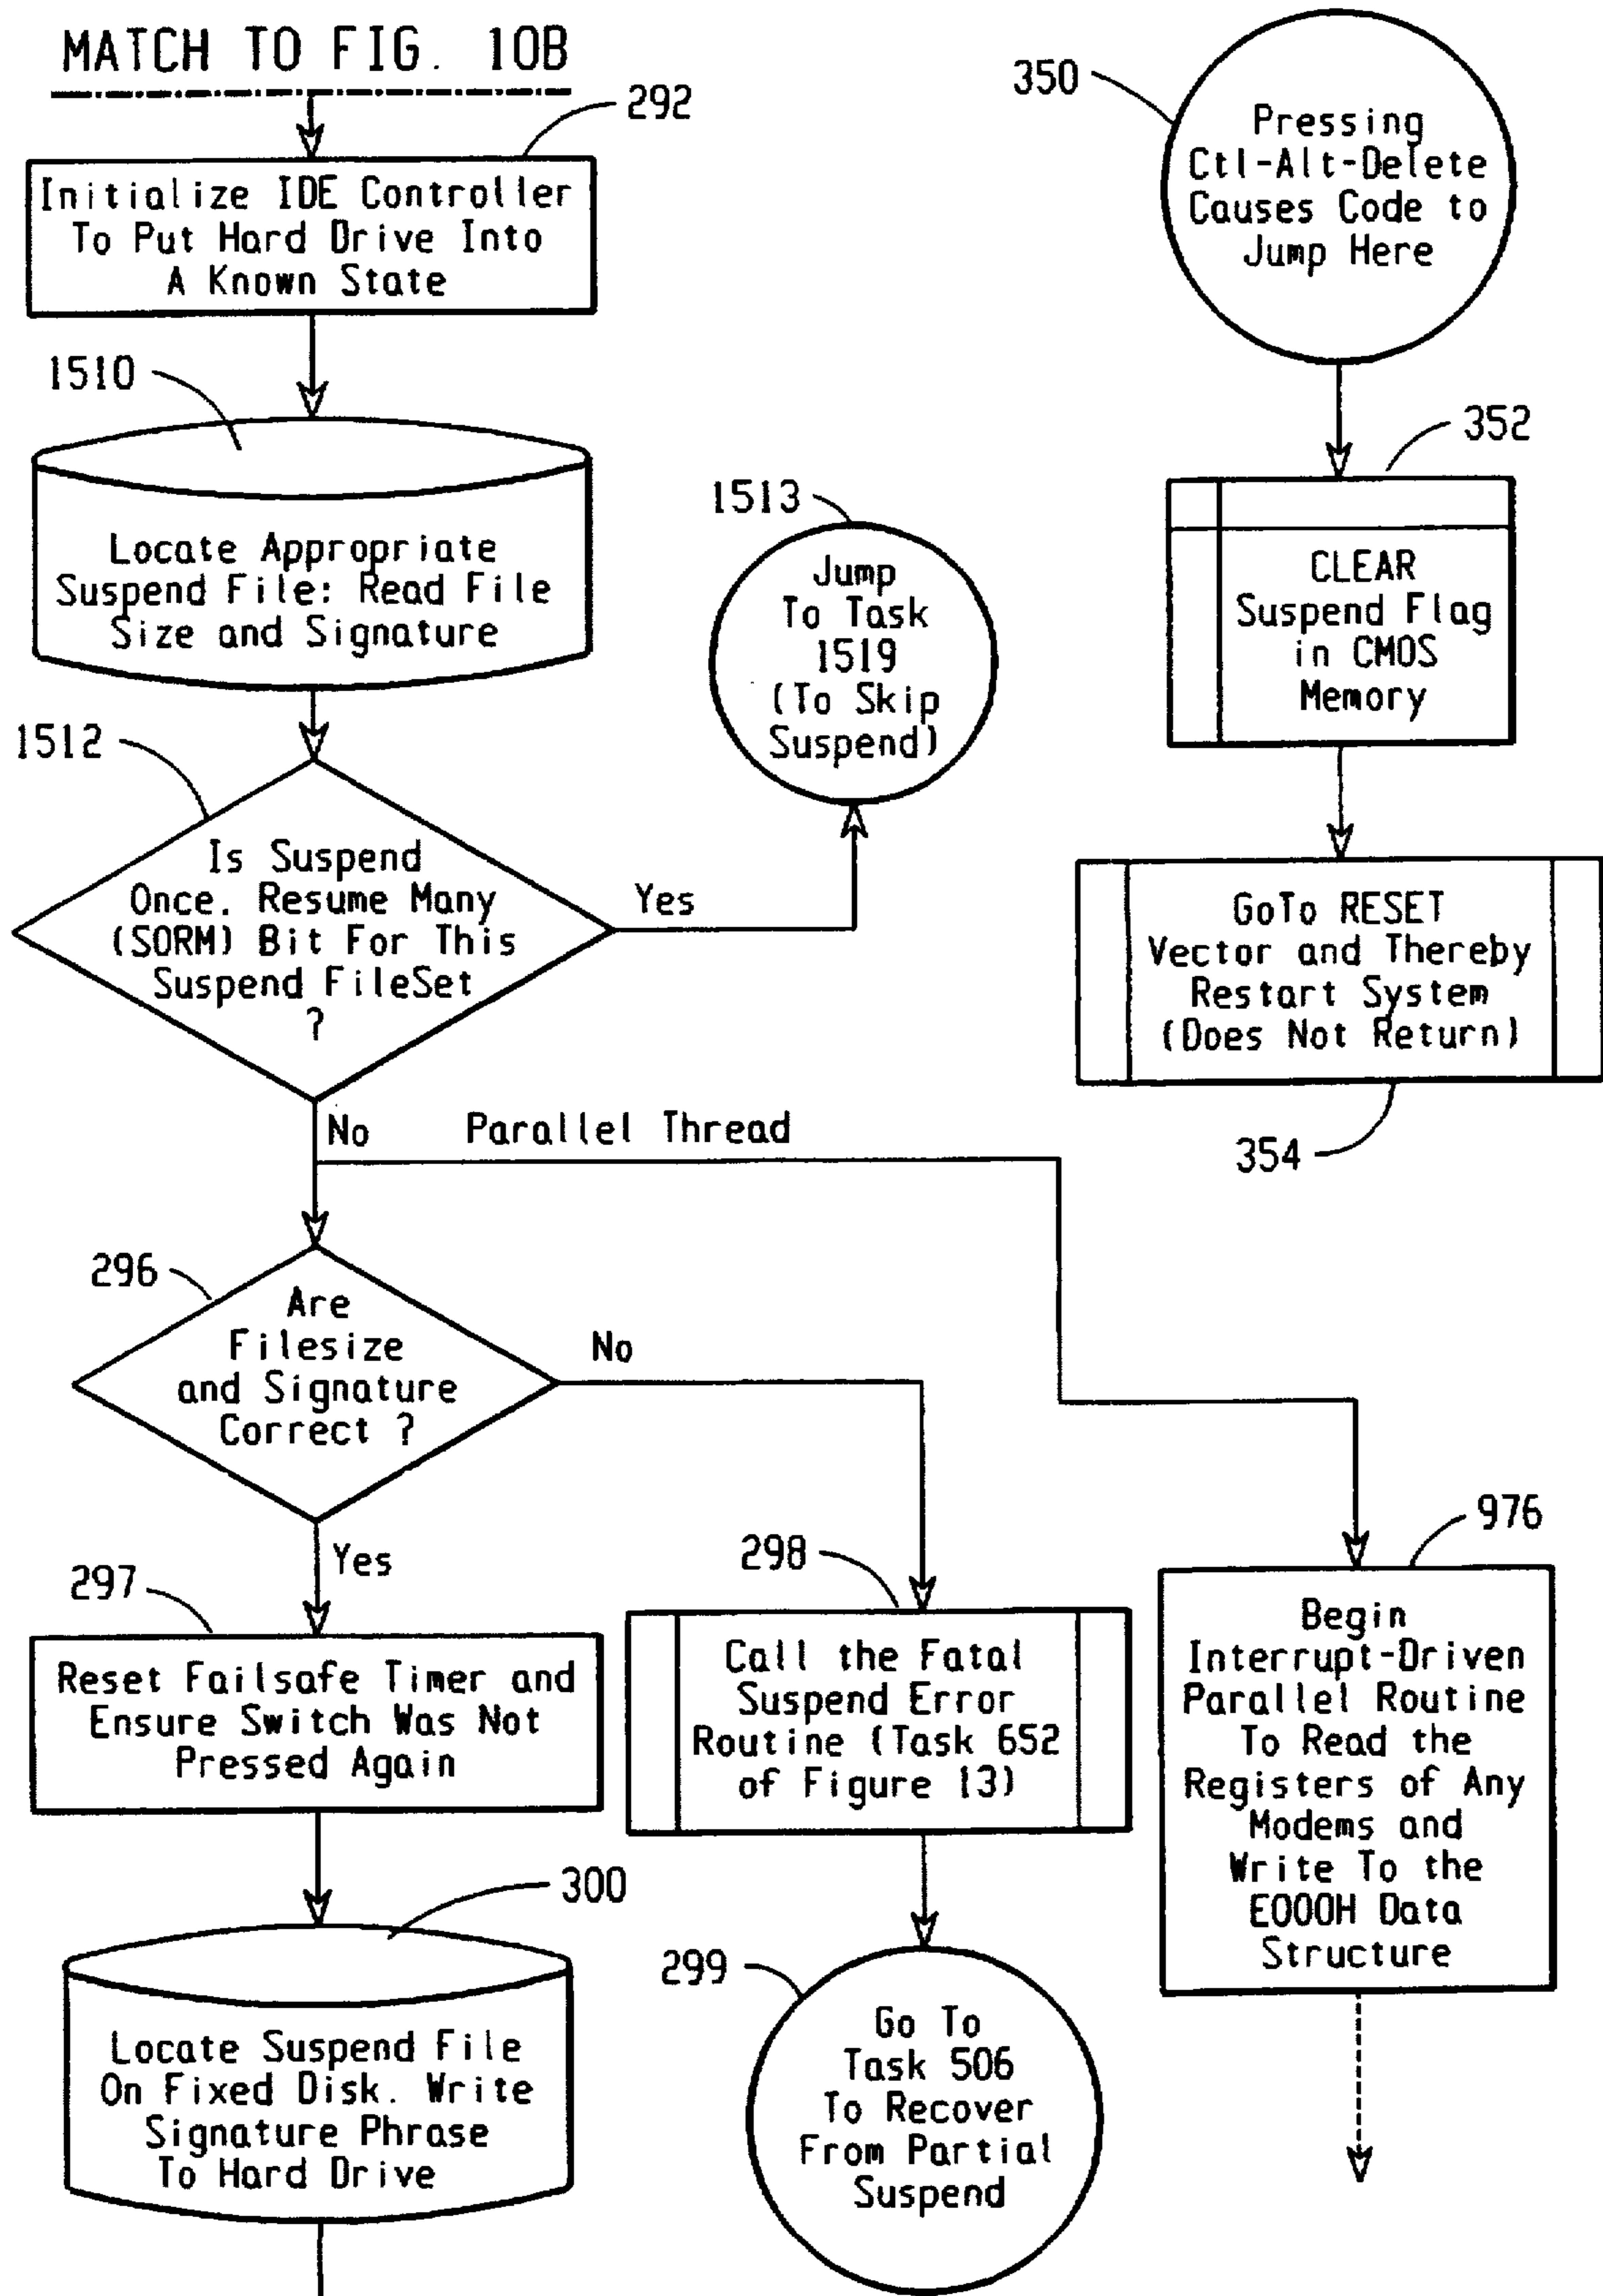 MATCH TO FIG. 10B
292
Initialize IDE Controller
To Put Hard Drive Into
A Known State
1510
Locate Appropriate
Suspend File: Read File
Size and Signature
1512
Is Suspend
Once. Resume Many
(SORM) Bit For This
Suspend FileSet
?
Yes
1513
Jump
To Task
1519
(To Skip
Suspend)
No
Parallel Thread
296
Are
Filesize
and Signature
Correct ?
No
Yes
297
Reset Failsafe Timer and
Ensure Switch Was Not
Pressed Again
300
Locate Suspend File
On Fixed Disk. Write
Signature Phrase
To Hard Drive
298
Call the Fatal
Suspend Error
Routine (Task 652
of Figure 13)
299
Go To
Task 506
To Recover
From Partial
Suspend
350
Pressing
Ctl-Alt-Delete
Causes Code to
Jump Here
352
CLEAR
Suspend Flag
in CMOS
Memory
GoTo RESET
Vector and Thereby
Restart System
(Does Not Return)
354
976
Begin
Interrupt-Driven
Parallel Routine
To Read the
Registers of Any
Modems and
Write To the
E000H Data
Structure